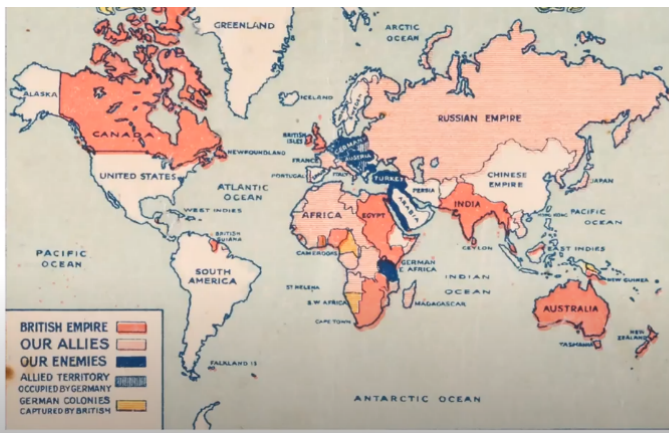 GREENLAND
ARCTIC
OCEAN
ALASKA
ICELAND
CANADA
BRITISH
ISLES
RUSSIAN EMPIRE
NEWFOUNDLAND
FRANCE
GERMANY
AUSTRIA
UNITED STATES
PORTUGAL
ITALY
TURKEY
PERSIA
CHINESE
EMPIRE
JAPAN
ATLANTIC
OCEAN
ARABIA
WEST INDIES
AFRICA
EGYPT
INDIA
HONG KONG
PACIFIC
OCEAN
BRITISH
GUIANA
CEYLON
EAST INDIES
CAMEROONS
PACIFIC
OCEAN
SOUTH
AMERICA
GERMAN
E AFRICA
INDIAN
OCEAN
NEW GUINEA
ST HELENA
S.W AFRICA
MADAGASCAR
AUSTRALIA
CAPE TOWN
NEW
ZEALAND
TASMANIA
FALKLAND IS
ANTARCTIC OCEAN
BRITISH EMPIRE
OUR ALLIES
OUR ENEMIES
ALLIED TERRITORY
OCCUPIED BY GERMANY
GERMAN COLONIES
CAPTURED BY BRITISH